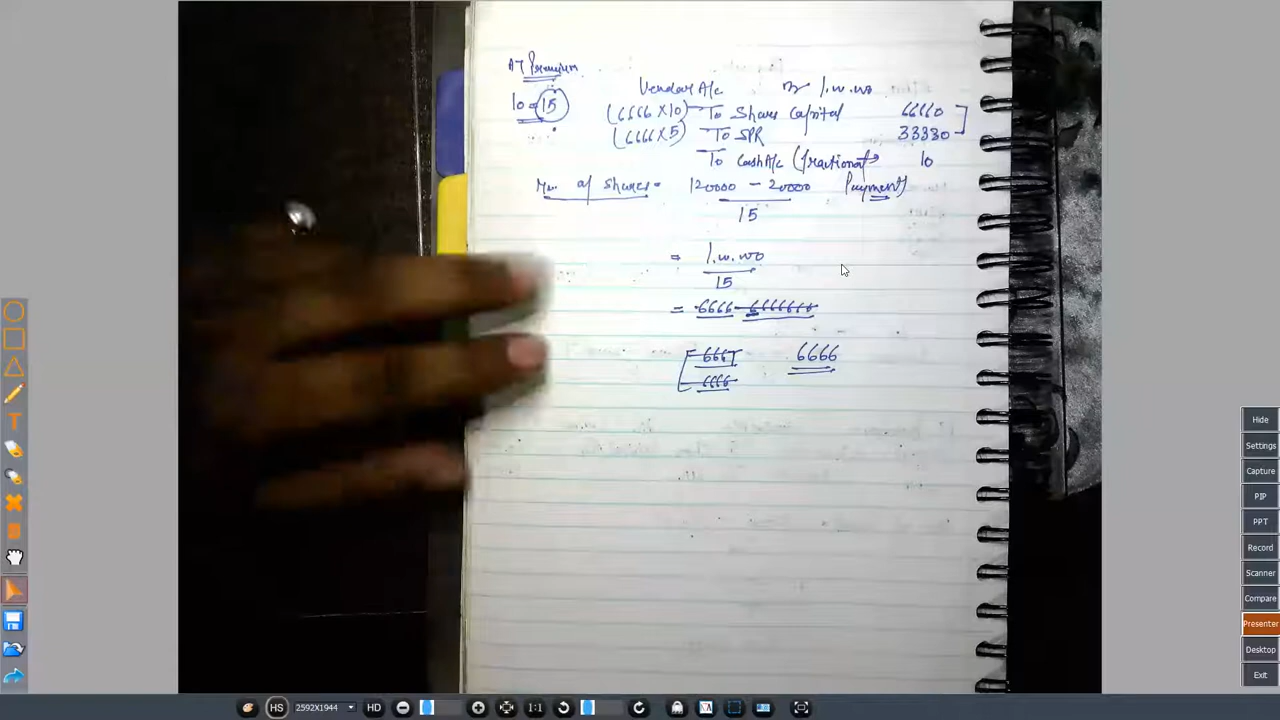 AT Premium
10 = 15
Vendor A/c Dr 1.00.000
(6666 X 10) To Shares Capital 66660
(6666 X 5) To SPR 33330
To Cash A/c (fractional → 10
Payment)
No. of shares = 120000 - 20000
15
= 1.00.000
15
= 6666.6666666
6667 6666
6666
Hide
Settings
Capture
PIP
PPT
Record
Scanner
Compare
Presenter
Desktop
Exit
T
HS 2592X1944 HD 1:1